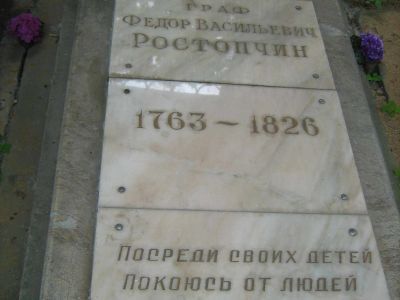 Граф
Федор Васильевич
Ростопчин
1763 – 1826
Посреди своих детей
Покоюсь от людей